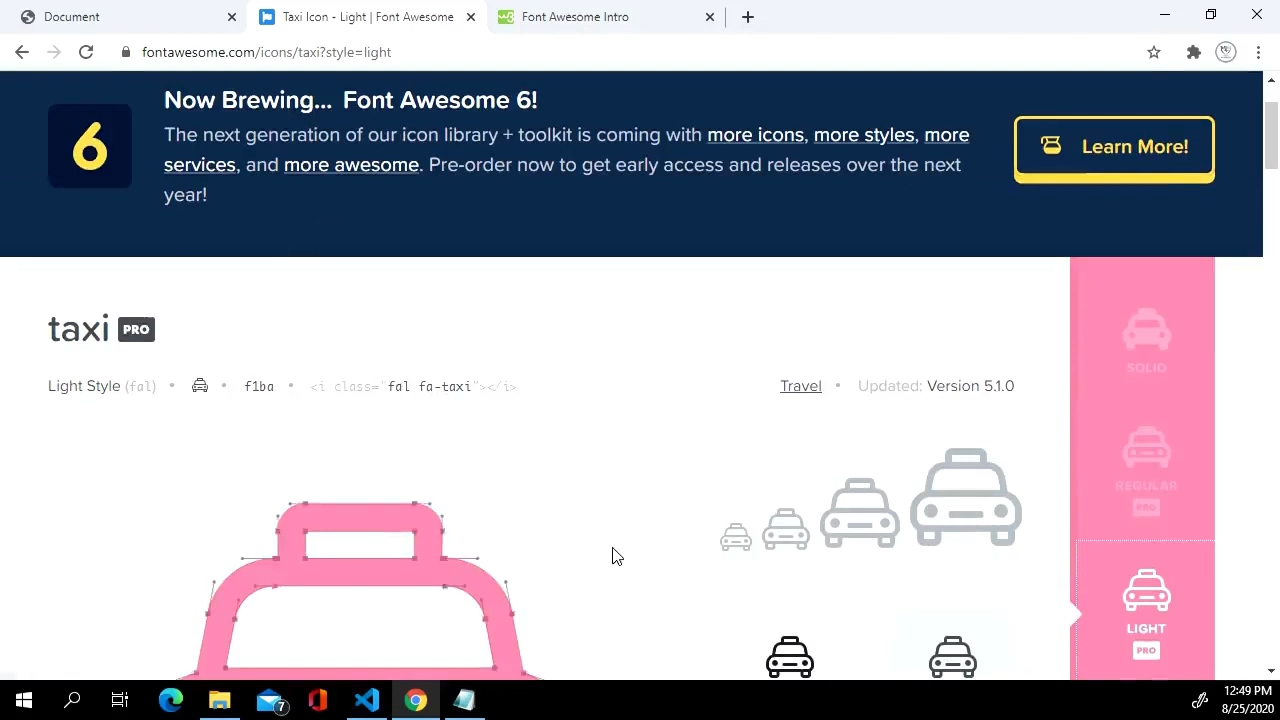 Document
Taxi Icon - Light | Font Awesome
Font Awesome Intro
fontawesome.com/icons/taxi?style=light
6
Now Brewing... Font Awesome 6!
The next generation of our icon library + toolkit is coming with more icons, more styles, more
services, and more awesome. Pre-order now to get early access and releases over the next
year!
Learn More!
taxi PRO
Light Style (fal) • • f1ba • <i class="fal fa-taxi"></i>
Travel • Updated: Version 5.1.0
SOLID
REGULAR
PRO
LIGHT
PRO
7
12:49 PM
8/25/2020